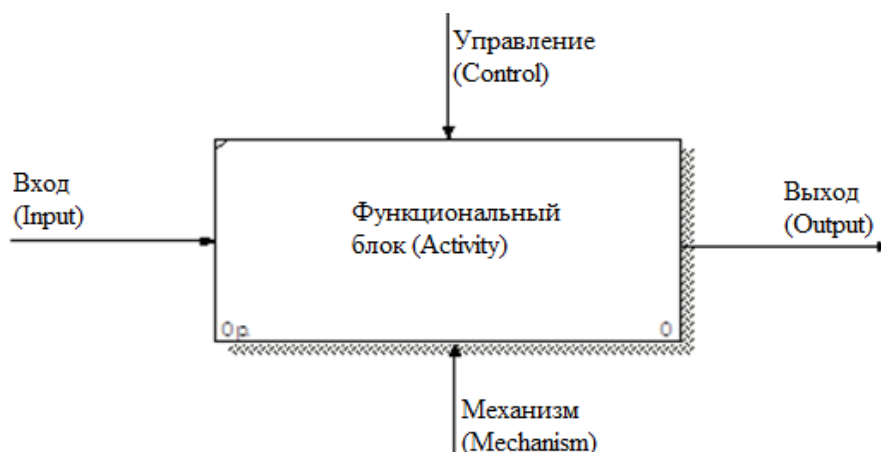 Управление
(Control)
Вход
(Input)
Функциональный
блок (Activity)
Выход
(Output)
0р.
0
Механизм
(Mechanism)